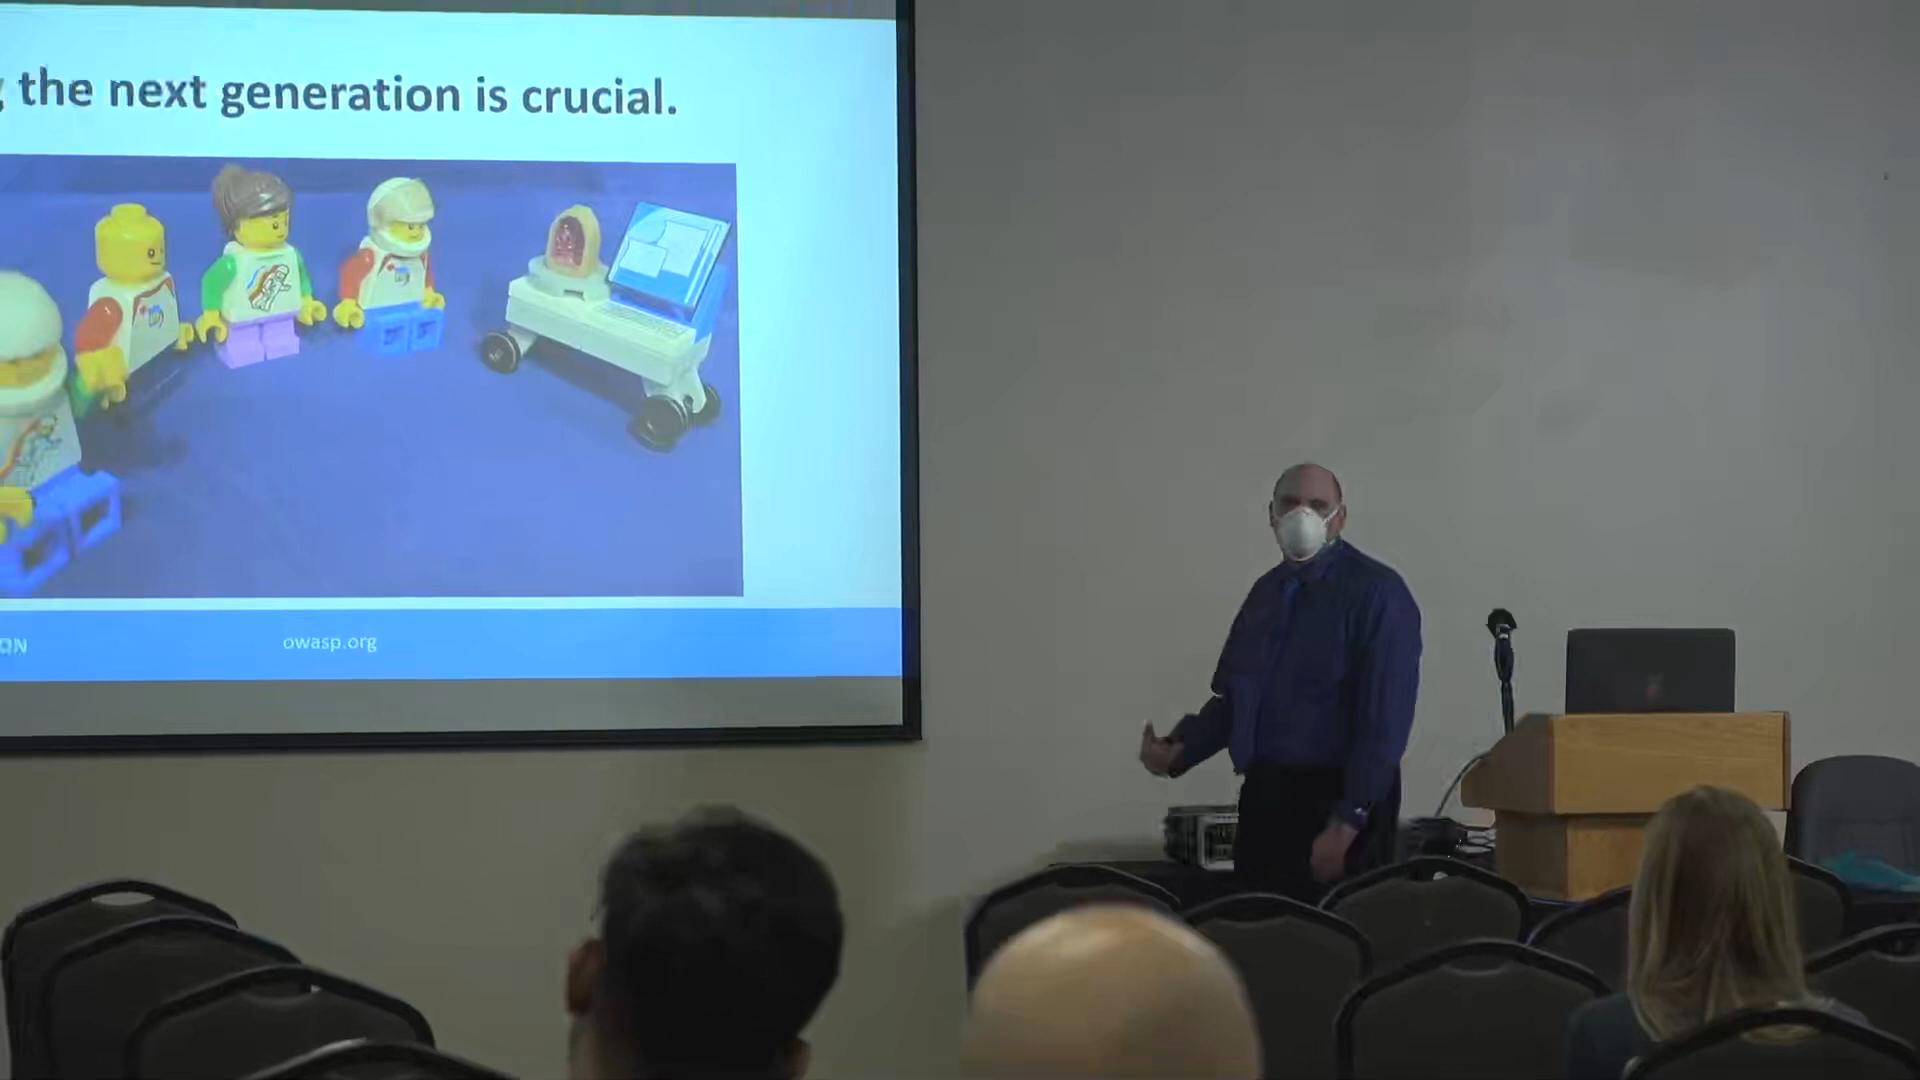 the next generation is crucial.
owasp.org